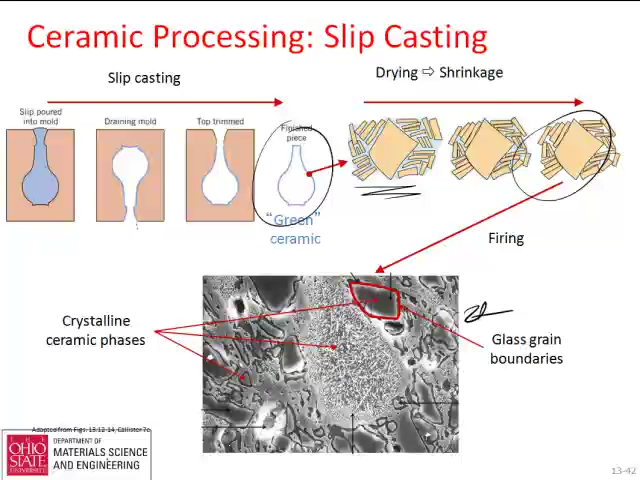 Ceramic Processing: Slip Casting
Slip casting
Drying ⇨ Shrinkage
Slip poured
into mold
Draining mold
Top trimmed
Finished
piece
"Green"
ceramic
Firing
Crystalline
ceramic phases
Glass grain
boundaries
Adapted from Figs. 13.12-14, Callister 7e.
THE
OHIO
STATE
UNIVERSITY
DEPARTMENT OF
MATERIALS SCIENCE
AND ENGINEERING
13-42